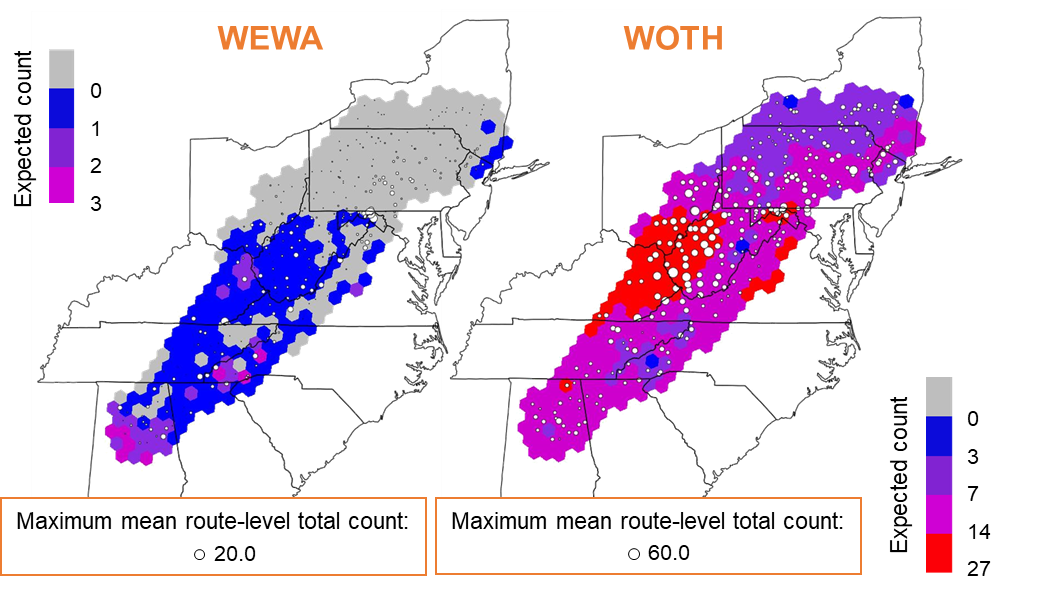 WEWA
WOTH
Expected count
0
1
2
3
Expected count
0
3
7
14
27
Maximum mean route-level total count:
20.0
Maximum mean route-level total count:
60.0